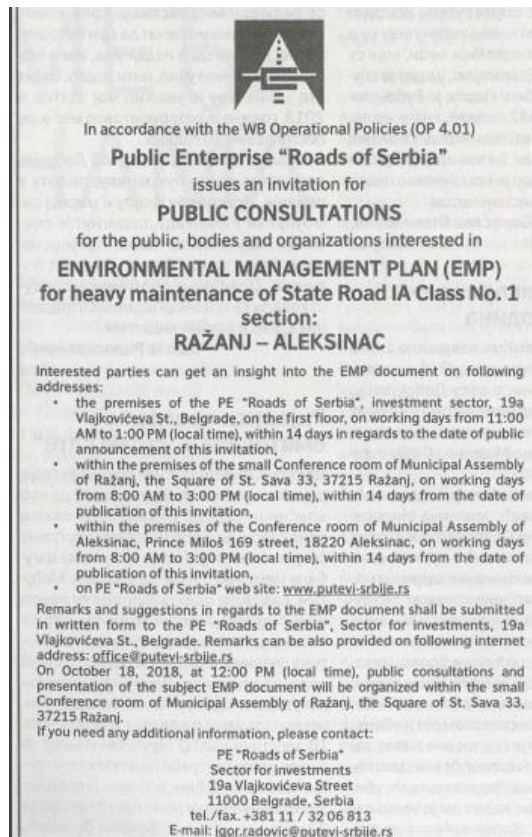 In accordance with the WB Operational Policies (OP 4.01)
Public Enterprise “Roads of Serbia”
issues an invitation for
PUBLIC CONSULTATIONS
for the public, bodies and organizations interested in
ENVIRONMENTAL MANAGEMENT PLAN (EMP)
for heavy maintenance of State Road IA Class No. 1
section:
RAŽANJ – ALEKSINAC
Interested parties can get an insight into the EMP document on following
addresses:
• the premises of the PE "Roads of Serbia", investment sector, 19a
Vlajkovićeva St., Belgrade, on the first floor, on working days from 11:00
AM to 1:00 PM (local time), within 14 days in regards to the date of public
announcement of this invitation,
• within the premises of the small Conference room of Municipal Assembly
of Ražanj, the Square of St. Sava 33, 37215 Ražanj, on working days
from 8:00 AM to 3:00 PM (local time), within 14 days from the date of
publication of this invitation,
• within the premises of the Conference room of Municipal Assembly of
Aleksinac, Prince Miloš 169 street, 18220 Aleksinac, on working days
from 8:00 AM to 3:00 PM (local time), within 14 days from the date of
publication of this invitation,
on PE "Roads of Serbia" web site: www.putevi-srbije.rs
Remarks and suggestions in regards to the EMP document shall be submitted
in written form to the PE "Roads of Serbia", Sector for investments, 19a
Vlajkovićeva St., Belgrade. Remarks can be also provided on following internet
address: office@putevi-srbije.rs
On October 18, 2018, at 12:00 PM (local time), public consultations and
presentation of the subject EMP document will be organized within the small
Conference room of Municipal Assembly of Ražanj, the Square of St. Sava 33,
37215 Ražanj.
If you need any additional information, please contact:
PE "Roads of Serbia"
Sector for investments
19a Vlajkovićeva Street
11000 Belgrade, Serbia
tel./fax. +381 11 / 32 06 813
E-mail: igor.radovic@putevi-srbije.rs